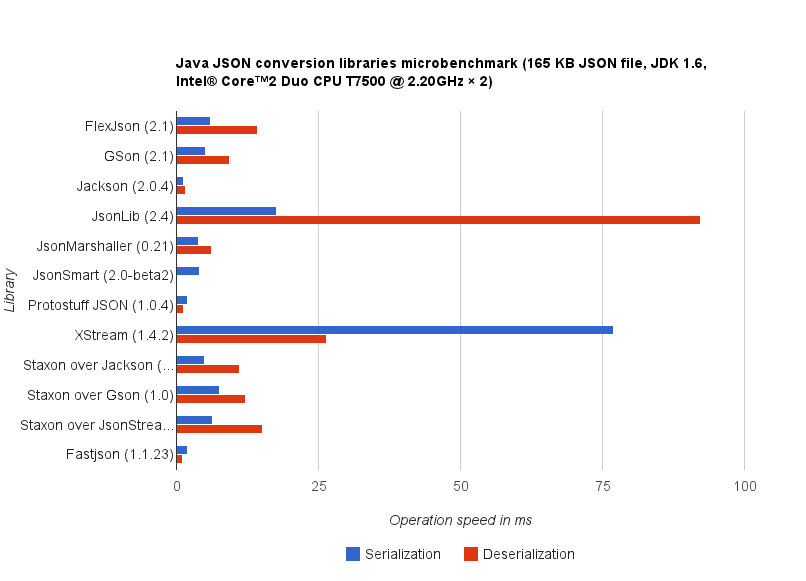 Java JSON conversion libraries microbenchmark (165 KB JSON file, JDK 1.6,
Intel® Core™2 Duo CPU T7500 @ 2.20GHz × 2)
FlexJson (2.1)
GSon (2.1)
Jackson (2.0.4)
JsonLib (2.4)
JsonMarshaller (0.21)
JsonSmart (2.0-beta2)
Protostuff JSON (1.0.4)
XStream (1.4.2)
Staxon over Jackson (...
Staxon over Gson (1.0)
Staxon over JsonStrea...
Fastjson (1.1.23)
Library
0 25 50 75 100
Operation speed in ms
Serialization Deserialization